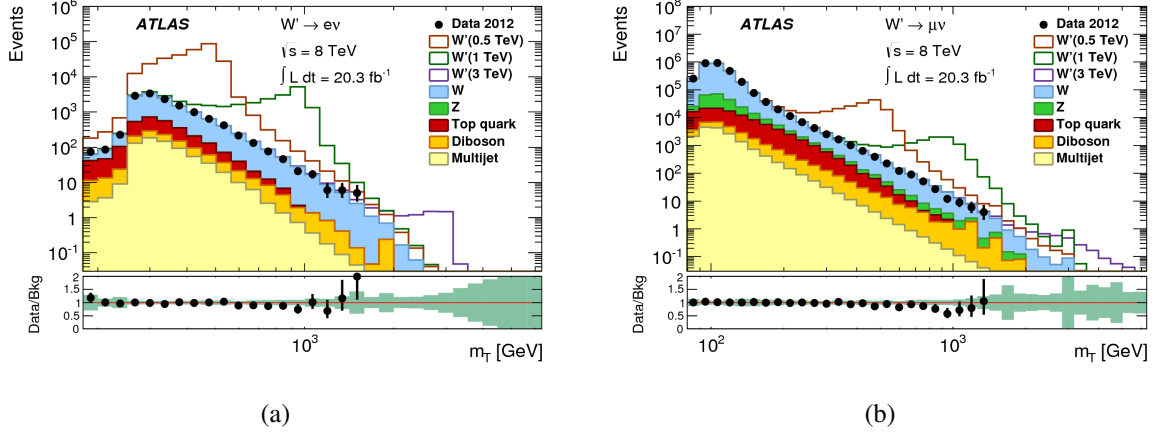 Events
10⁶
10⁵
10⁴
10³
10²
10
1
10⁻¹
ATLAS
W' → eν
√s = 8 TeV
∫ L dt = 20.3 fb⁻¹
Data 2012
W'(0.5 TeV)
W'(1 TeV)
W'(3 TeV)
W
Z
Top quark
Diboson
Multijet
Data/Bkg
2
1.5
1
0.5
0
10³
m_T [GeV]
(a)
Events
10⁸
10⁷
10⁶
10⁵
10⁴
10³
10²
10
1
10⁻¹
ATLAS
W' → μν
√s = 8 TeV
∫ L dt = 20.3 fb⁻¹
Data 2012
W'(0.5 TeV)
W'(1 TeV)
W'(3 TeV)
W
Z
Top quark
Diboson
Multijet
Data/Bkg
2
1.5
1
0.5
0
10²
10³
m_T [GeV]
(b)